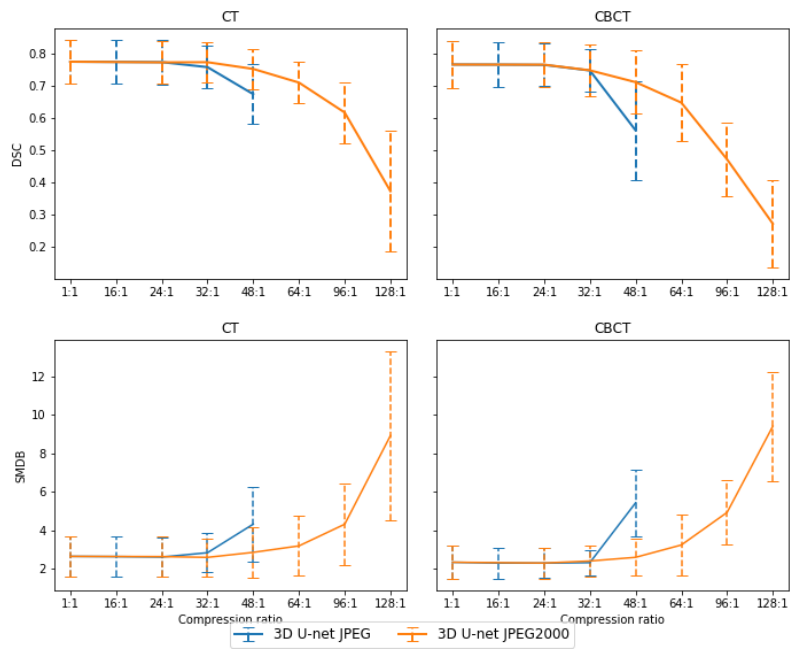 CT
CBCT
DSC
0.8
0.7
0.6
0.5
0.4
0.3
0.2
1:1 16:1 24:1 32:1 48:1 64:1 96:1 128:1
1:1 16:1 24:1 32:1 48:1 64:1 96:1 128:1
CT
CBCT
SMDB
12
10
8
6
4
2
1:1 16:1 24:1 32:1 48:1 64:1 96:1 128:1
1:1 16:1 24:1 32:1 48:1 64:1 96:1 128:1
Compression ratio
Compression ratio
3D U-net JPEG
3D U-net JPEG2000